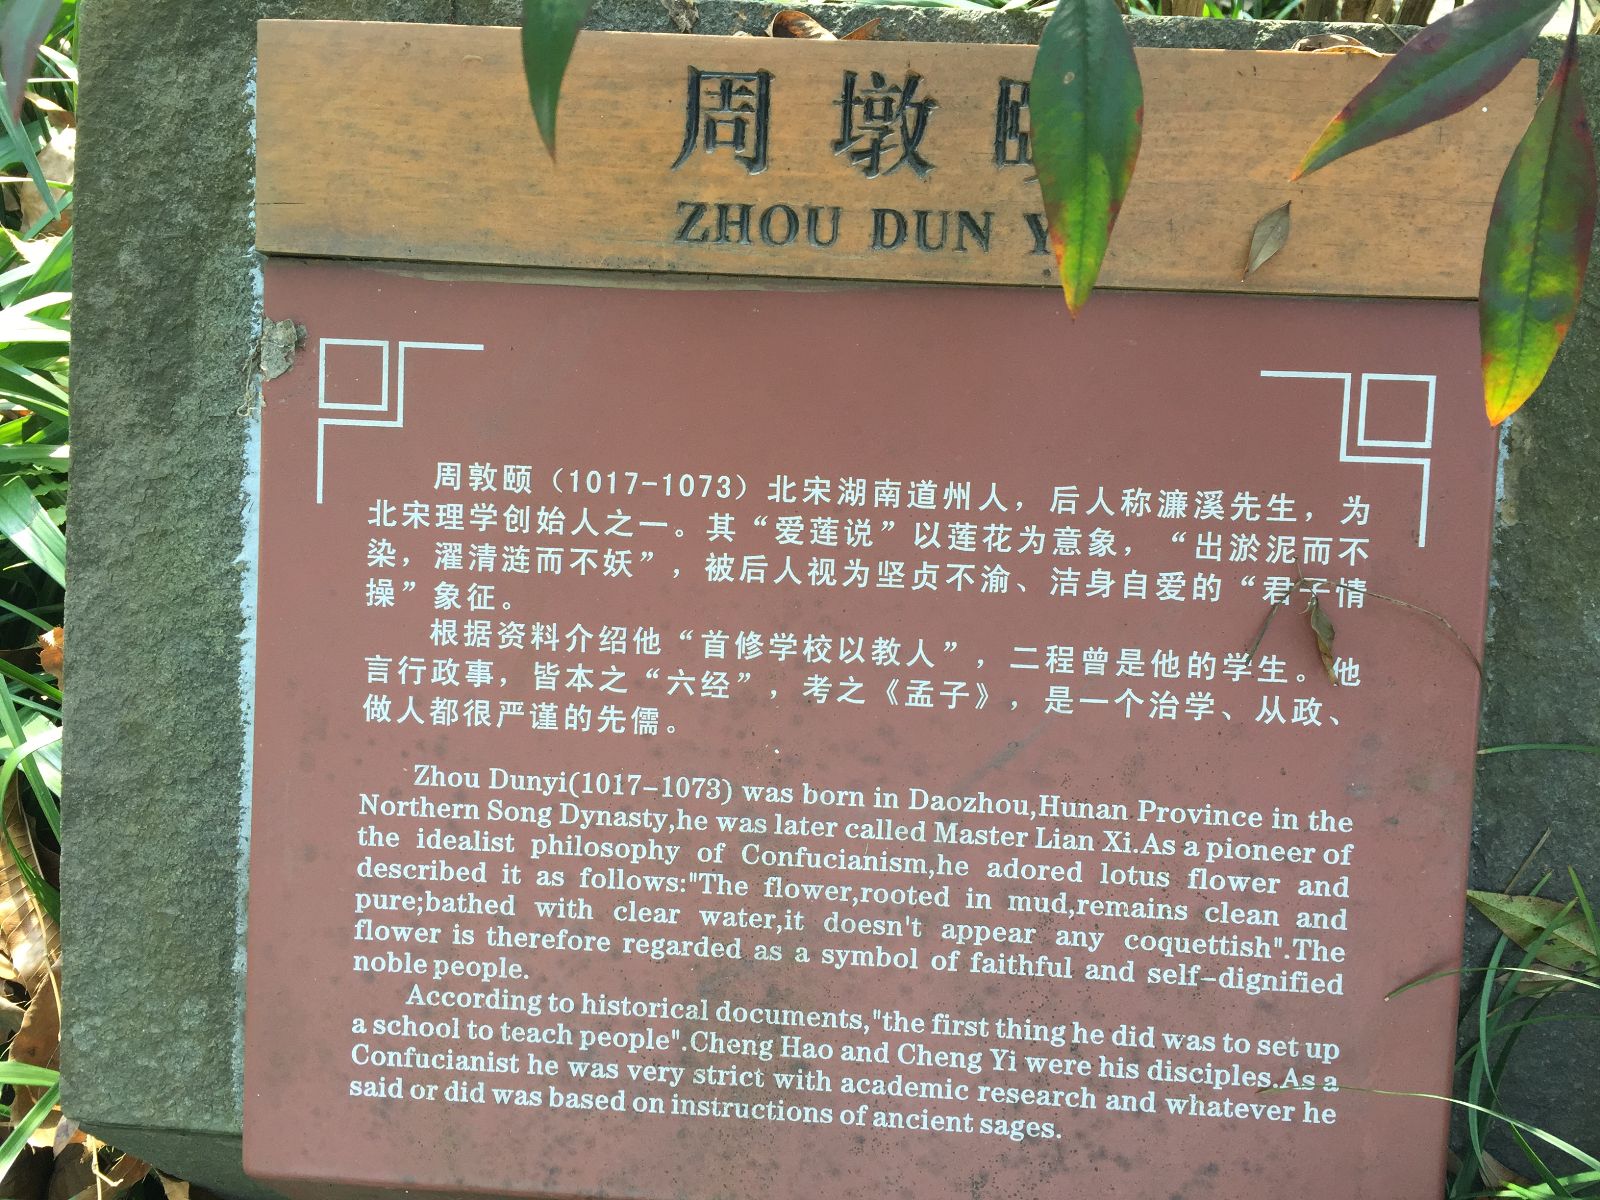 周墩
ZHOU DUN Y
周敦颐（1017-1073）北宋湖南道州人，后人称濂溪先生，为
北宋理学创始人之一。其“爱莲说”以莲花为意象，“出淤泥而不
染，濯清涟而不妖”，被后人视为坚贞不渝、洁身自爱的“君子情
操”象征。
根据资料介绍他“首修学校以教人”，二程曾是他的学生。他
言行政事，皆本之“六经”，考之《孟子》，是一个治学、从政、
做人都很严谨的先儒。
Zhou Dunyi(1017-1073) was born in Daozhou,Hunan Province in the
Northern Song Dynasty,he was later called Master Lian Xi.As a pioneer of
the idealist philosophy of Confucianism,he adored lotus flower and
described it as follows:"The flower,rooted in mud,remains clean and
pure;bathed with clear water,it doesn't appear any coquettish".The
flower is therefore regarded as a symbol of faithful and self-dignified
noble people.
According to historical documents,"the first thing he did was to set up
a school to teach people".Cheng Hao and Cheng Yi were his disciples.As a
Confucianist he was very strict with academic research and whatever he
said or did was based on instructions of ancient sages.